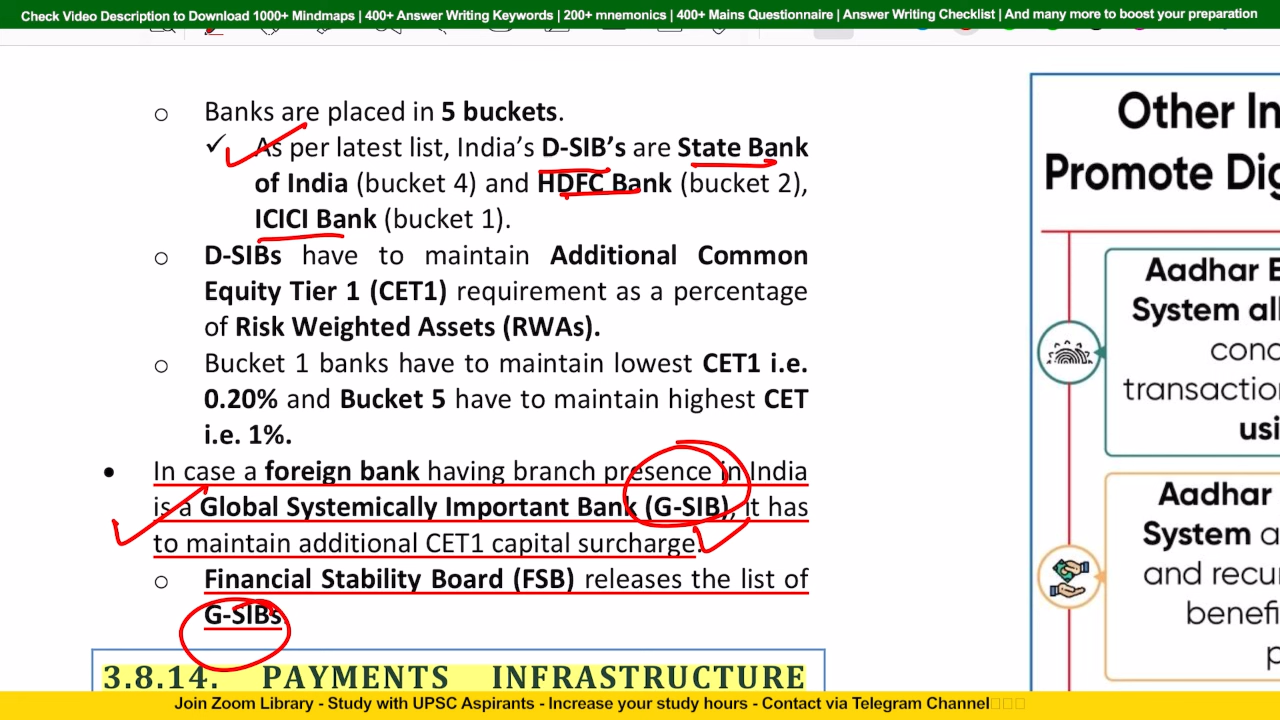 Check Video Description to Download 1000+ Mindmaps | 400+ Answer Writing Keywords | 200+ mnemonics | 400+ Mains Questionnaire | Answer Writing Checklist | And many more to boost your preparation
o Banks are placed in 5 buckets.
✓ As per latest list, India's D-SIB's are State Bank
of India (bucket 4) and HDFC Bank (bucket 2),
ICICI Bank (bucket 1).
o D-SIBs have to maintain Additional Common
Equity Tier 1 (CET1) requirement as a percentage
of Risk Weighted Assets (RWAs).
o Bucket 1 banks have to maintain lowest CET1 i.e.
0.20% and Bucket 5 have to maintain highest CET
i.e. 1%.
• In case a foreign bank having branch presence in India
is a Global Systemically Important Bank (G-SIB), it has
to maintain additional CET1 capital surcharge.
o Financial Stability Board (FSB) releases the list of
G-SIBs
3.8.14. PAYMENTS INFRASTRUCTURE
Other In
Promote Dig
Aadhar E
System all
conc
transactio
usi
Aadhar
System a
and recu
benefi
p
Join Zoom Library - Study with UPSC Aspirants - Increase your study hours - Contact via Telegram Channel